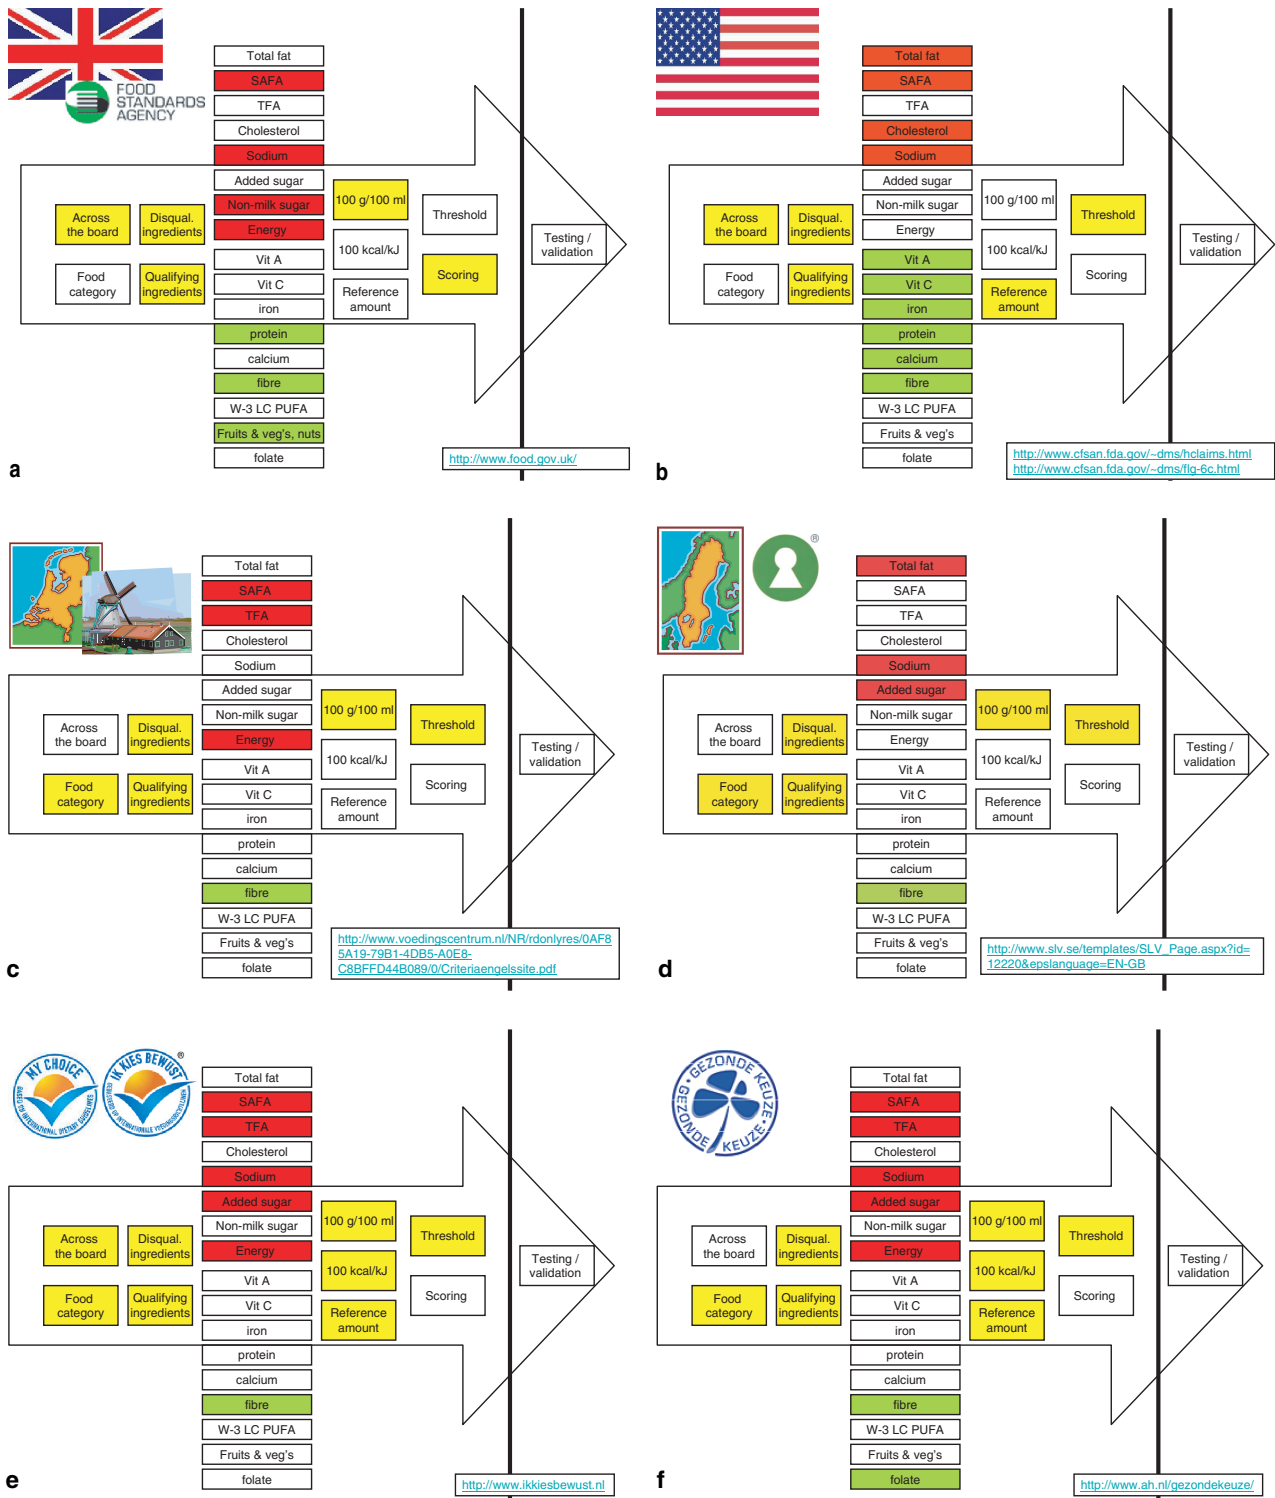 FOOD
STANDARDS
AGENCY
Total fat
SAFA
TFA
Cholesterol
Sodium
Added sugar
Non-milk sugar
Energy
Vit A
Vit C
iron
protein
calcium
fibre
W-3 LC PUFA
Fruits & veg's, nuts
folate
Across
the board
Disqual.
ingredients
Food
category
Qualifying
ingredients
100 g/100 ml
100 kcal/kJ
Reference
amount
Threshold
Scoring
Testing /
validation
http://www.food.gov.uk/
a
Total fat
SAFA
TFA
Cholesterol
Sodium
Added sugar
Non-milk sugar
Energy
Vit A
Vit C
iron
protein
calcium
fibre
W-3 LC PUFA
Fruits & veg's
folate
Across
the board
Disqual.
ingredients
Food
category
Qualifying
ingredients
100 g/100 ml
100 kcal/kJ
Reference
amount
Threshold
Scoring
Testing /
validation
http://www.cfsan.fda.gov/~dms/hclaims.html
http://www.cfsan.fda.gov/~dms/flg-6c.html
b
Total fat
SAFA
TFA
Cholesterol
Sodium
Added sugar
Non-milk sugar
Energy
Vit A
Vit C
iron
protein
calcium
fibre
W-3 LC PUFA
Fruits & veg's
folate
Across
the board
Disqual.
ingredients
Food
category
Qualifying
ingredients
100 g/100 ml
100 kcal/kJ
Reference
amount
Threshold
Scoring
Testing /
validation
http://www.voedingscentrum.nl/NR/rdonlyres/0AF8
5A19-79B1-4DB5-A0E8-
C8BFFD44B089/0/Criteriaengelssite.pdf
c
®
Total fat
SAFA
TFA
Cholesterol
Sodium
Added sugar
Non-milk sugar
Energy
Vit A
Vit C
iron
protein
calcium
fibre
W-3 LC PUFA
Fruits & veg's
folate
Across
the board
Disqual.
ingredients
Food
category
Qualifying
ingredients
100 g/100 ml
100 kcal/kJ
Reference
amount
Threshold
Scoring
Testing /
validation
http://www.slv.se/templates/SLV_Page.aspx?id=
12220&epslanguage=EN-GB
d
MY CHOICE
BASED ON INTERNATIONAL DIETARY GUIDELINES
IK KIES BEWUST
®
Total fat
SAFA
TFA
Cholesterol
Sodium
Added sugar
Non-milk sugar
Energy
Vit A
Vit C
iron
protein
calcium
fibre
W-3 LC PUFA
Fruits & veg's
folate
Across
the board
Disqual.
ingredients
Food
category
Qualifying
ingredients
100 g/100 ml
100 kcal/kJ
Reference
amount
Threshold
Scoring
Testing /
validation
http://www.ikkiesbewust.nl
e
GEZONDE KEUZE
GEZONDE KEUZE
Total fat
SAFA
TFA
Cholesterol
Sodium
Added sugar
Non-milk sugar
Energy
Vit A
Vit C
iron
protein
calcium
fibre
W-3 LC PUFA
Fruits & veg's
folate
Across
the board
Disqual.
ingredients
Food
category
Qualifying
ingredients
100 g/100 ml
100 kcal/kJ
Reference
amount
Threshold
Scoring
Testing /
validation
http://www.ah.nl/gezondekeuze/
f